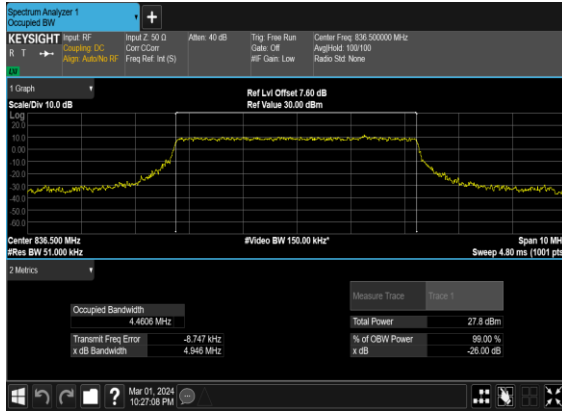 Spectrum Analyzer 1
Occupied BW
+
KEYSIGHT
R T
LU
Input: RF
Coupling: DC
Align: Auto/No RF
Input Z: 50 Ω
Corr CCorr
Freq Ref: Int (S)
Atten: 40 dB
Trig: Free Run
Gate: Off
#IF Gain: Low
Center Freq: 836.500000 MHz
Avg|Hold: 100/100
Radio Std: None
1 Graph
Scale/Div 10.0 dB
Ref Lvl Offset 7.60 dB
Ref Value 30.00 dBm
Log
20.0
10.0
0.00
-10.0
-20.0
-30.0
-40.0
-50.0
-60.0
Center 836.500 MHz
#Res BW 51.000 kHz
#Video BW 150.00 kHz*
Span 10 MH
Sweep 4.80 ms (1001 pts
2 Metrics
Measure Trace Trace 1
Occupied Bandwidth
4.4606 MHz
Total Power 27.8 dBm
Transmit Freq Error -8.747 kHz
% of OBW Power 99.00 %
x dB Bandwidth 4.946 MHz
x dB -26.00 dB
?
Mar 01, 2024
10:27:08 PM